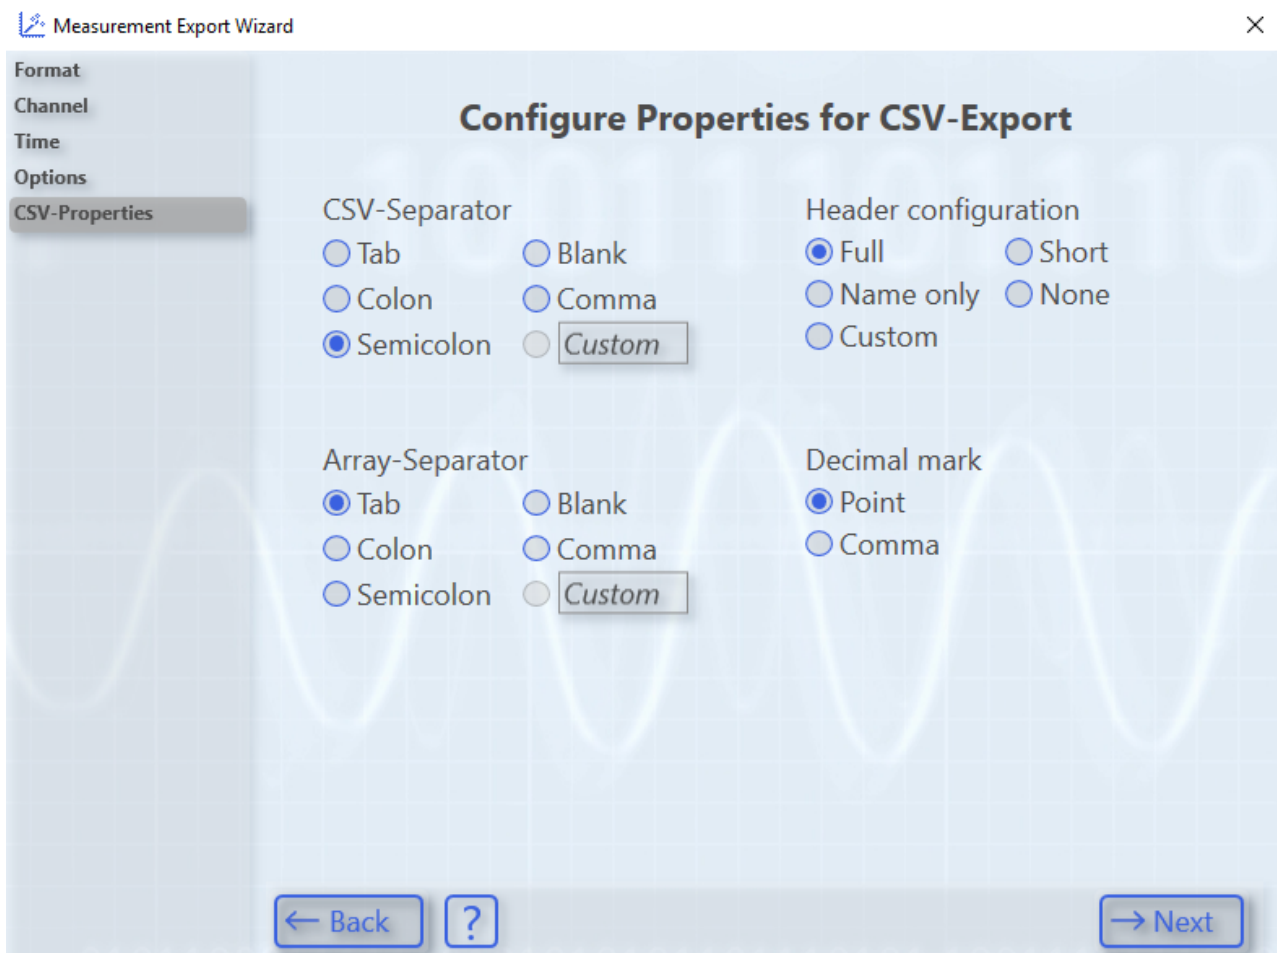 Measurement Export Wizard
Format
Channel
Time
Options
CSV-Properties
Configure Properties for CSV-Export
CSV-Separator
Tab Blank
Colon Comma
Semicolon Custom
Header configuration
Full Short
Name only None
Custom
Array-Separator
Tab Blank
Colon Comma
Semicolon Custom
Decimal mark
Point
Comma
← Back
?
→ Next
100111101110